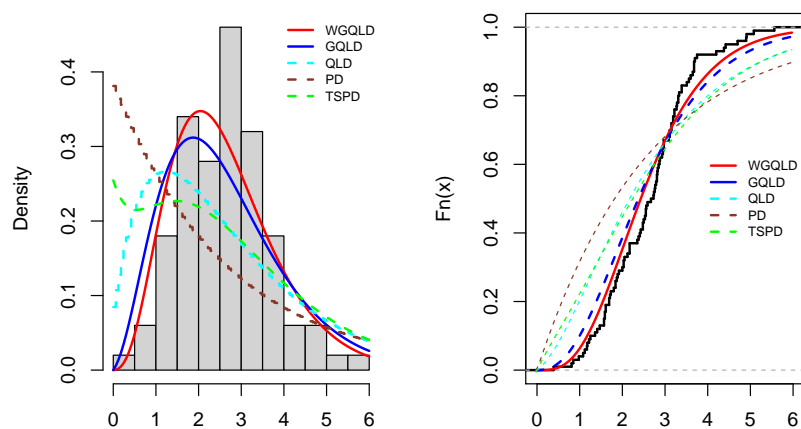 Density
0.0
0.1
0.2
0.3
0.4
0 1 2 3 4 5 6
WGQLD
GQLD
QLD
PD
TSPD
Fn(x)
0.0
0.2
0.4
0.6
0.8
1.0
0 1 2 3 4 5 6
WGQLD
GQLD
QLD
PD
TSPD